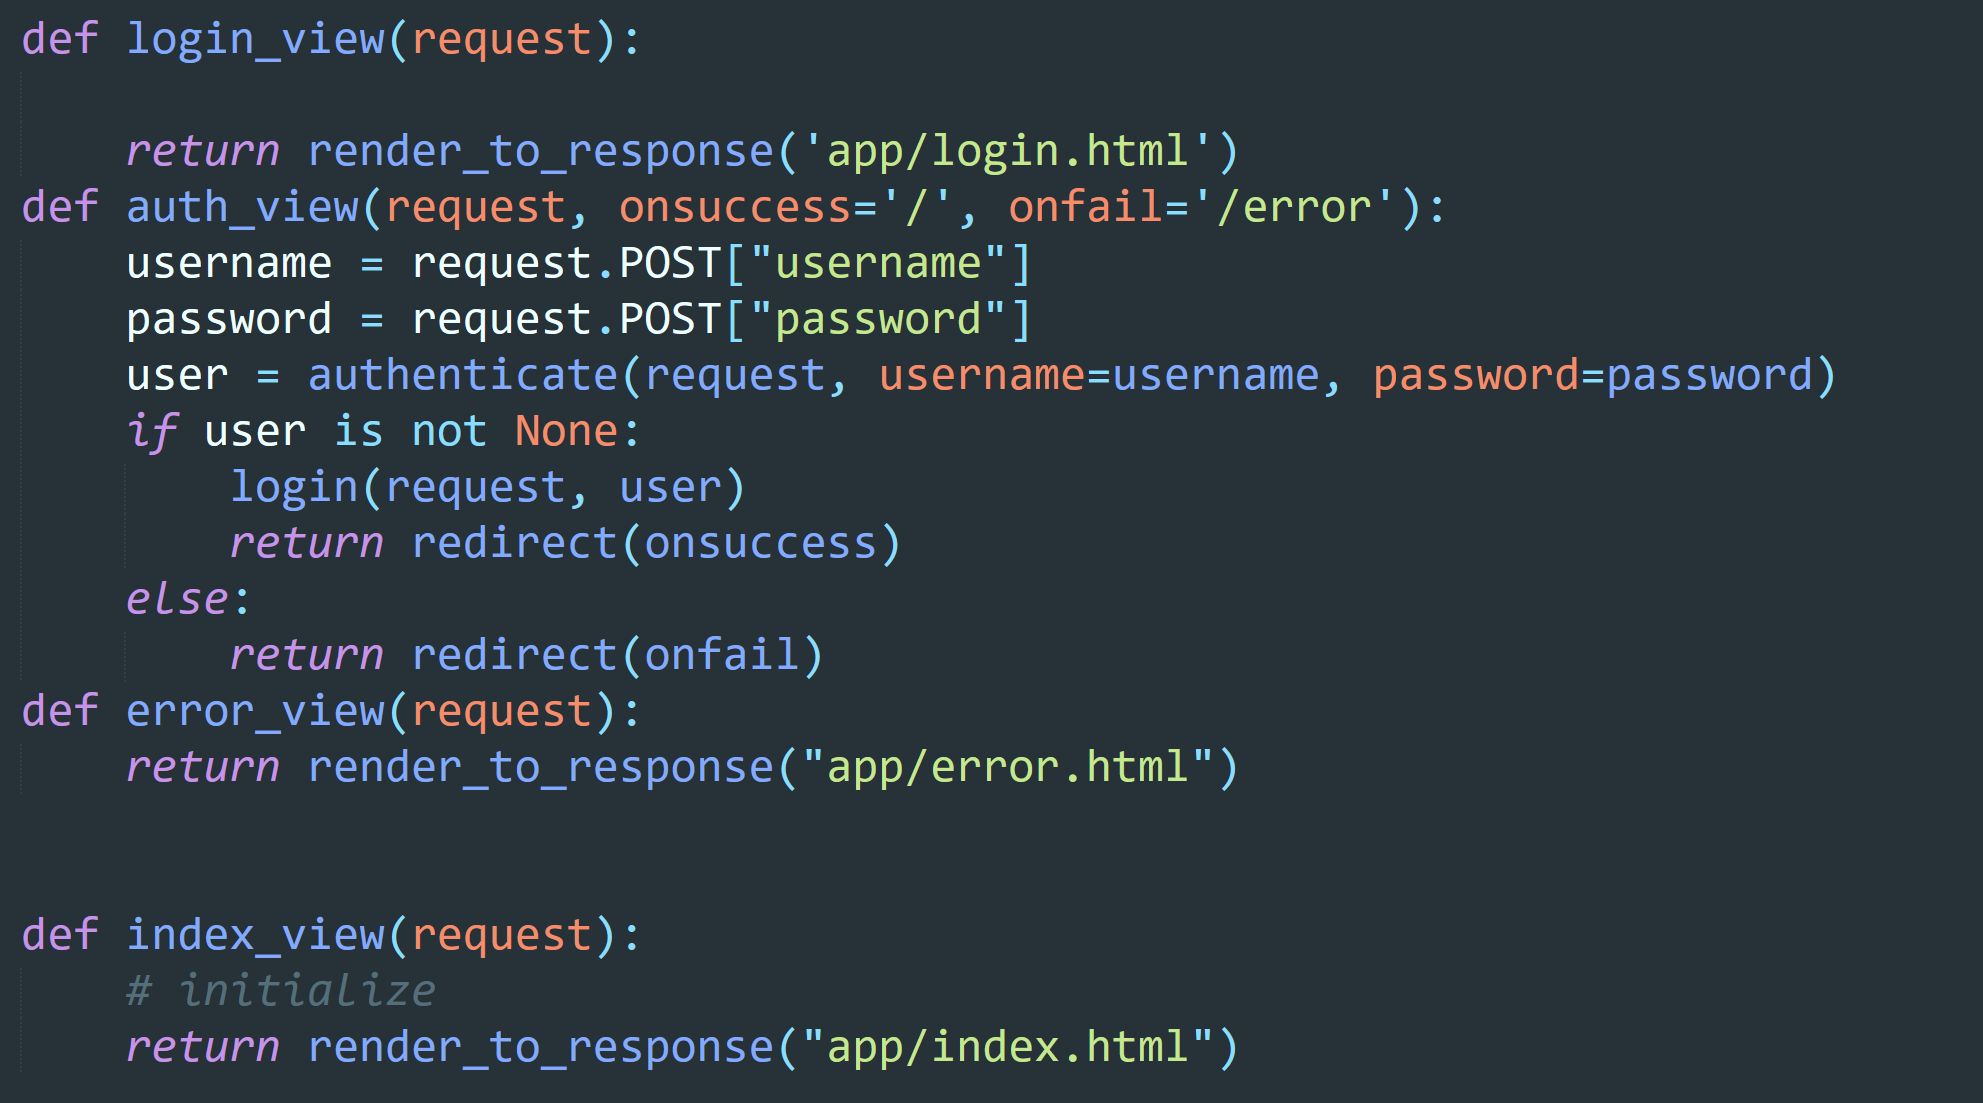 def login_view(request):

    return render_to_response('app/login.html')
def auth_view(request, onsuccess='/', onfail='/error'):
    username = request.POST["username"]
    password = request.POST["password"]
    user = authenticate(request, username=username, password=password)
    if user is not None:
        login(request, user)
        return redirect(onsuccess)
    else:
        return redirect(onfail)
def error_view(request):
    return render_to_response("app/error.html")


def index_view(request):
    # initialize
    return render_to_response("app/index.html")